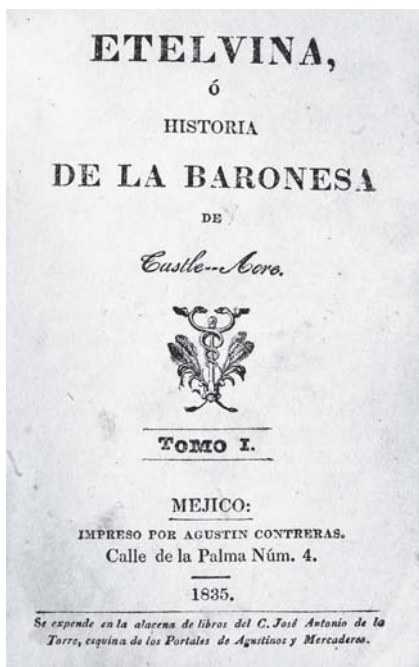 ETELVINA,
ó
HISTORIA
DE LA BARONESA
DE
Castle--Acre.
TOMO I.
MEJICO:
IMPRESO POR AGUSTIN CONTRERAS.
Calle de la Palma Núm. 4.
1835.
Se expende en la alacena de libros del C. José Antonio de la
Torre, esquina de los Portales de Agustinos y Mercaderes.